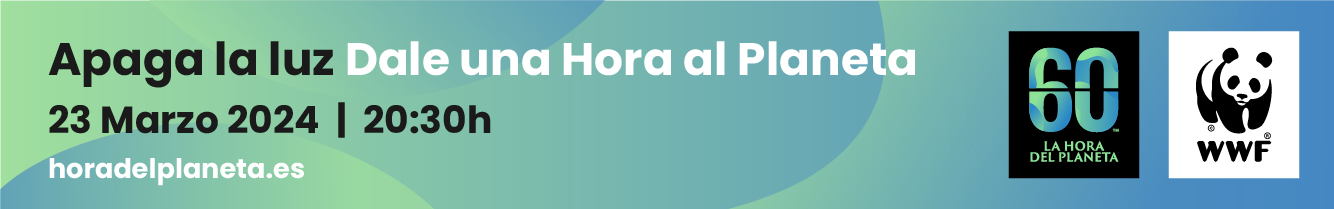 Apaga la luz Dale una Hora al Planeta
23 Marzo 2024 | 20:30h
horadelplaneta.es
60™
LA HORA
DEL PLANETA
©
®
WWF